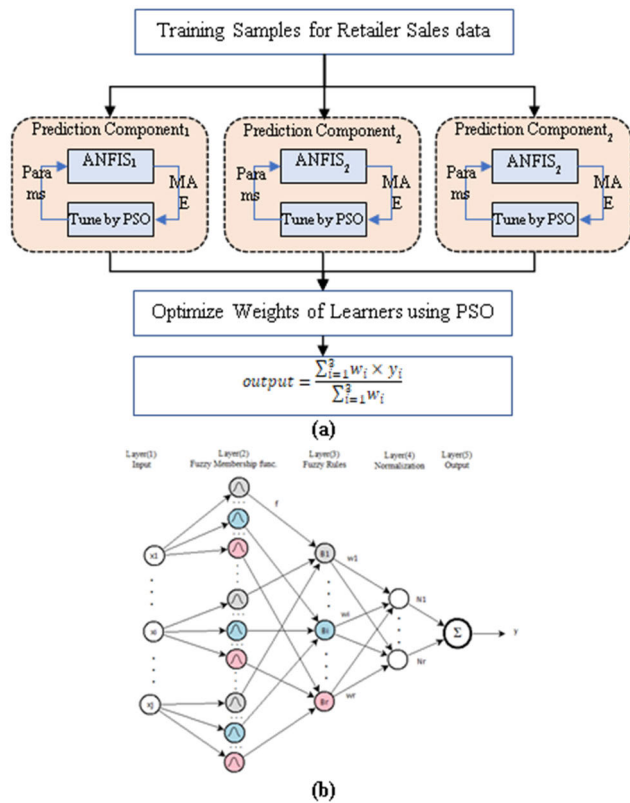 Training Samples for Retailer Sales data
Prediction Component1
ANFIS1
Para
ms
MA
E
Tune by PSO
Prediction Component2
ANFIS2
Para
ms
MA
E
Tune by PSO
Prediction Component2
ANFIS2
Para
ms
MA
E
Tune by PSO
Optimize Weights of Learners using PSO
output = ∑³ᵢ₌₁ wᵢ × yᵢ / ∑³ᵢ₌₁ wᵢ
(a)
Layer(1)
Input
Layer(2)
Fuzzy Membership func.
Layer(3)
Fuzzy Rules
Layer(4)
Normalization
Layer(5)
Output
f
x1
B1
w1
N1
xi
wi
Bi
Σ
y
Nr
xj
Br
wr
(b)